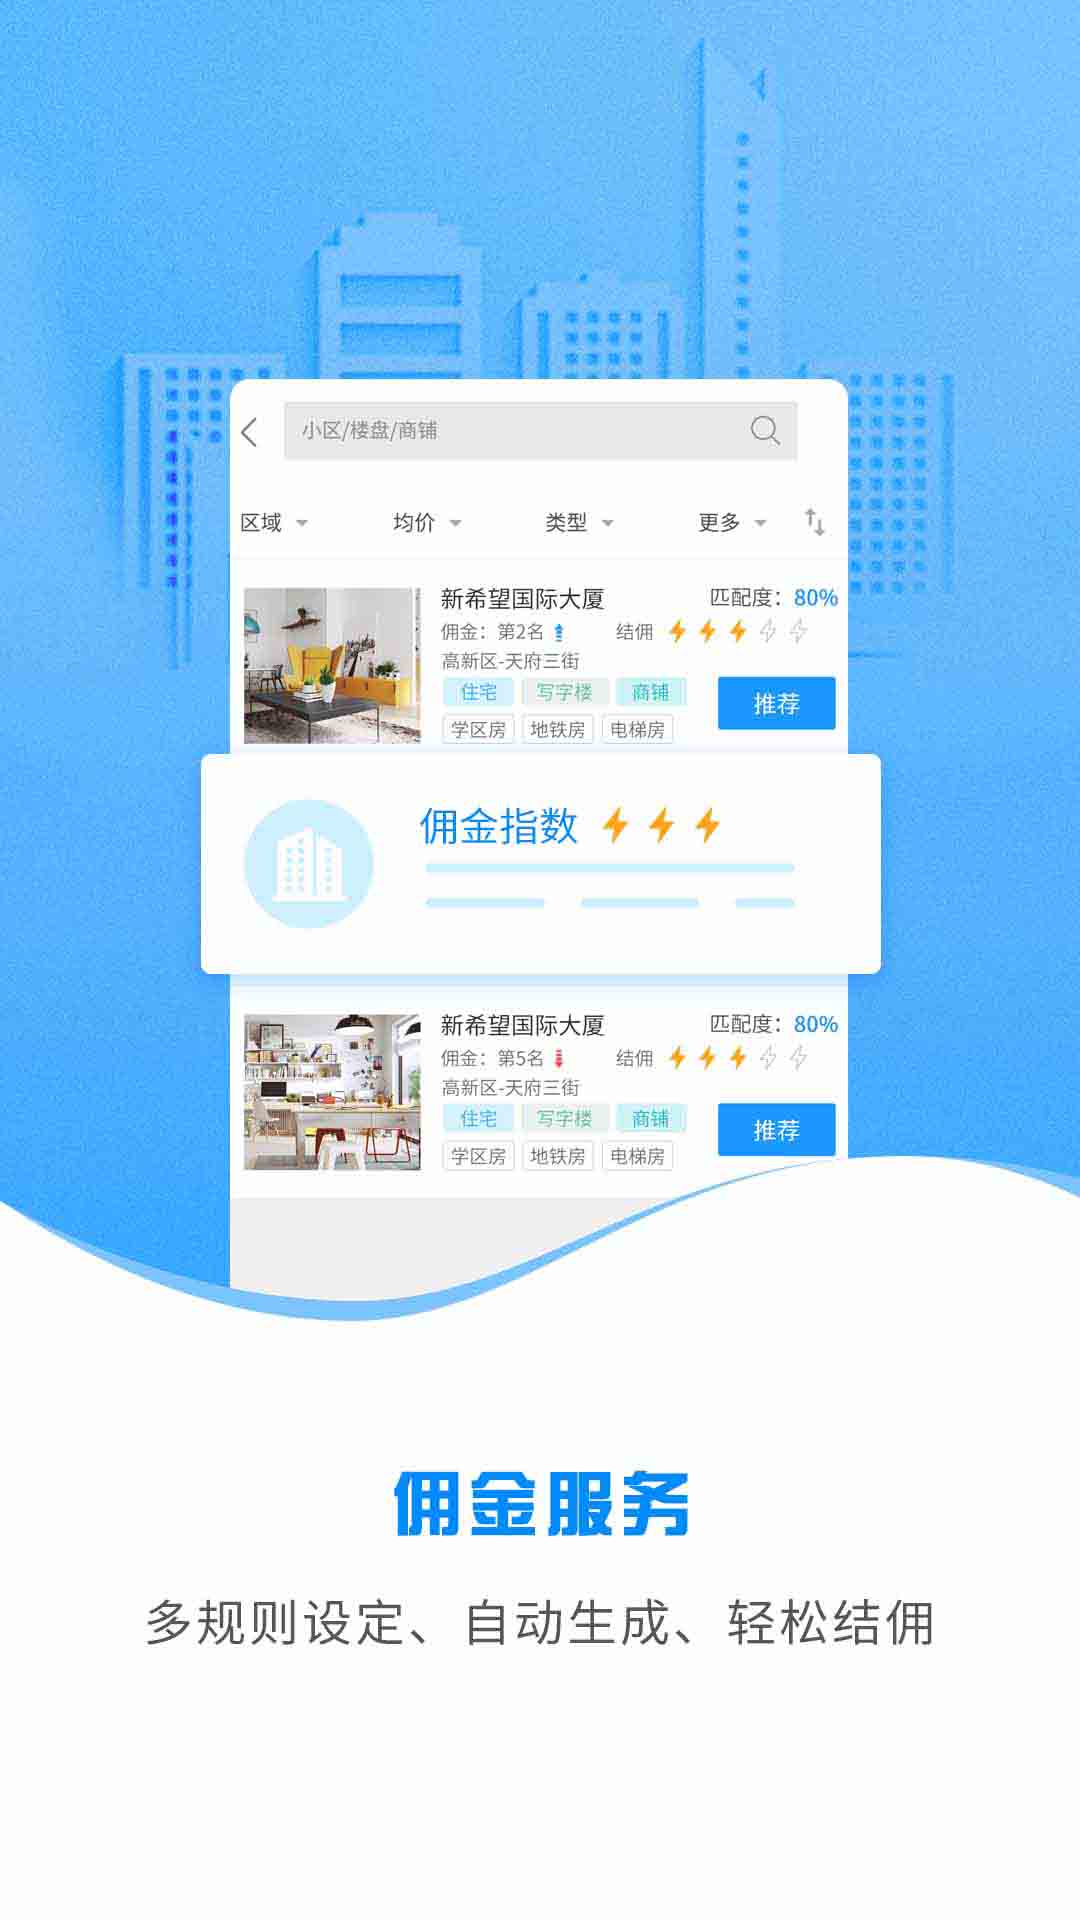 小区/楼盘/商铺
区域 均价 类型 更多
新希望国际大厦 匹配度：80%
佣金：第2名 结佣
高新区-天府三街
住宅 写字楼 商铺 推荐
学区房 地铁房 电梯房
佣金指数
新希望国际大厦 匹配度：80%
佣金：第5名 结佣
高新区-天府三街
住宅 写字楼 商铺 推荐
学区房 地铁房 电梯房
佣金服务
多规则设定、自动生成、轻松结佣